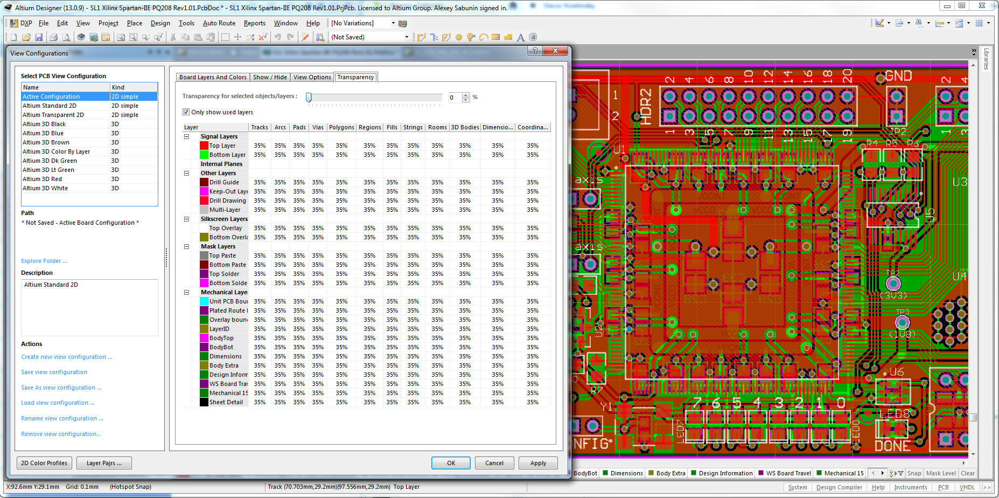 Altium Designer (13.0.9) - SL1 Xilinx Spartan-IIE PQ208 Rev1.01.PcbDoc * - SL1 Xilinx Spartan-IIE PQ208 Rev1.01.PrjPcb. Licensed to Altium Group. Alexey Sabunin signed in.
DXP File Edit View Project Place Design Tools Auto Route Reports Window Help [No Variations]
(Not Saved)
View Configurations
Select PCB View Configuration
Name Kind
Active Configuration 2D simple
Altium Standard 2D 2D simple
Altium Transparent 2D 2D simple
Altium 3D Black 3D
Altium 3D Blue 3D
Altium 3D Brown 3D
Altium 3D Color By Layer 3D
Altium 3D Dk Green 3D
Altium 3D Lt Green 3D
Altium 3D Red 3D
Altium 3D White 3D
Path
* Not Saved - Active Board Configuration *
Explore Folder ...
Description
Altium Standard 2D
Actions
Create new view configuration ...
Save view configuration
Save As view configuration ...
Load view configuration ...
Rename view configuration ...
Remove view configuration...
2D Color Profiles Layer Pairs ...
Board Layers And Colors Show / Hide View Options Transparency
Transparency for selected objects/layers : 0 %
Only show used layers
Layer Tracks Arcs Pads Vias Polygons Regions Fills Strings Rooms 3D Bodies Dimensio... Coordina...
Signal Layers
Top Layer 35% 35% 35% 35% 35% 35% 35% 35% 35% 35% 35% 35%
Bottom Layer 35% 35% 35% 35% 35% 35% 35% 35% 35% 35% 35% 35%
Internal Planes
Other Layers
Drill Guide 35% 35% 35% 35% 35% 35% 35% 35% 35% 35% 35% 35%
Keep-Out Laye 35% 35% 35% 35% 35% 35% 35% 35% 35% 35% 35% 35%
Drill Drawing 35% 35% 35% 35% 35% 35% 35% 35% 35% 35% 35% 35%
Multi-Layer 35% 35% 35% 35% 35% 35% 35% 35% 35% 35% 35% 35%
Silkscreen Layers
Top Overlay 35% 35% 35% 35% 35% 35% 35% 35% 35% 35% 35% 35%
Bottom Overla 35% 35% 35% 35% 35% 35% 35% 35% 35% 35% 35% 35%
Mask Layers
Top Paste 35% 35% 35% 35% 35% 35% 35% 35% 35% 35% 35% 35%
Bottom Paste 35% 35% 35% 35% 35% 35% 35% 35% 35% 35% 35% 35%
Top Solder 35% 35% 35% 35% 35% 35% 35% 35% 35% 35% 35% 35%
Bottom Solde 35% 35% 35% 35% 35% 35% 35% 35% 35% 35% 35% 35%
Mechanical Layer
Unit PCB Boun 35% 35% 35% 35% 35% 35% 35% 35% 35% 35% 35% 35%
Plated Route 35% 35% 35% 35% 35% 35% 35% 35% 35% 35% 35% 35%
Overlay boun 35% 35% 35% 35% 35% 35% 35% 35% 35% 35% 35% 35%
LayerID 35% 35% 35% 35% 35% 35% 35% 35% 35% 35% 35% 35%
BodyTop 35% 35% 35% 35% 35% 35% 35% 35% 35% 35% 35% 35%
BodyBot 35% 35% 35% 35% 35% 35% 35% 35% 35% 35% 35% 35%
Dimensions 35% 35% 35% 35% 35% 35% 35% 35% 35% 35% 35% 35%
Body Extra 35% 35% 35% 35% 35% 35% 35% 35% 35% 35% 35% 35%
Design Inform 35% 35% 35% 35% 35% 35% 35% 35% 35% 35% 35% 35%
WS Board Trav 35% 35% 35% 35% 35% 35% 35% 35% 35% 35% 35% 35%
Mechanical 15 35% 35% 35% 35% 35% 35% 35% 35% 35% 35% 35% 35%
Sheet Detail 35% 35% 35% 35% 35% 35% 35% 35% 35% 35% 35% 35%
OK Cancel Apply
Libraries
2 4 6 8 10 12 14 16 18 20
GND
2 4
HDR2
1
2
1 3 5 7 9 11 13 15 17 19
JP2
1 3
U1
R4 R5 R6
axis
U3
U5
axis
TP2
U4
(3V3)
TP3
(1V8)
U2
U6
R7
Y1
7 6 5 4 3 2 1 0
LED7
LED0
LED8
NFIG
DONE
BodyBot Dimensions Body Extra Design Information WS Board Travel Mechanical 15 Snap Mask Level Clear
X:92.6mm Y:29.1mm Grid: 0.1mm (Hotspot Snap) Track (70.703mm,29.2mm)(97.556mm,29.2mm) Top Layer System Design Compiler Help Instruments PCB VHDL >>